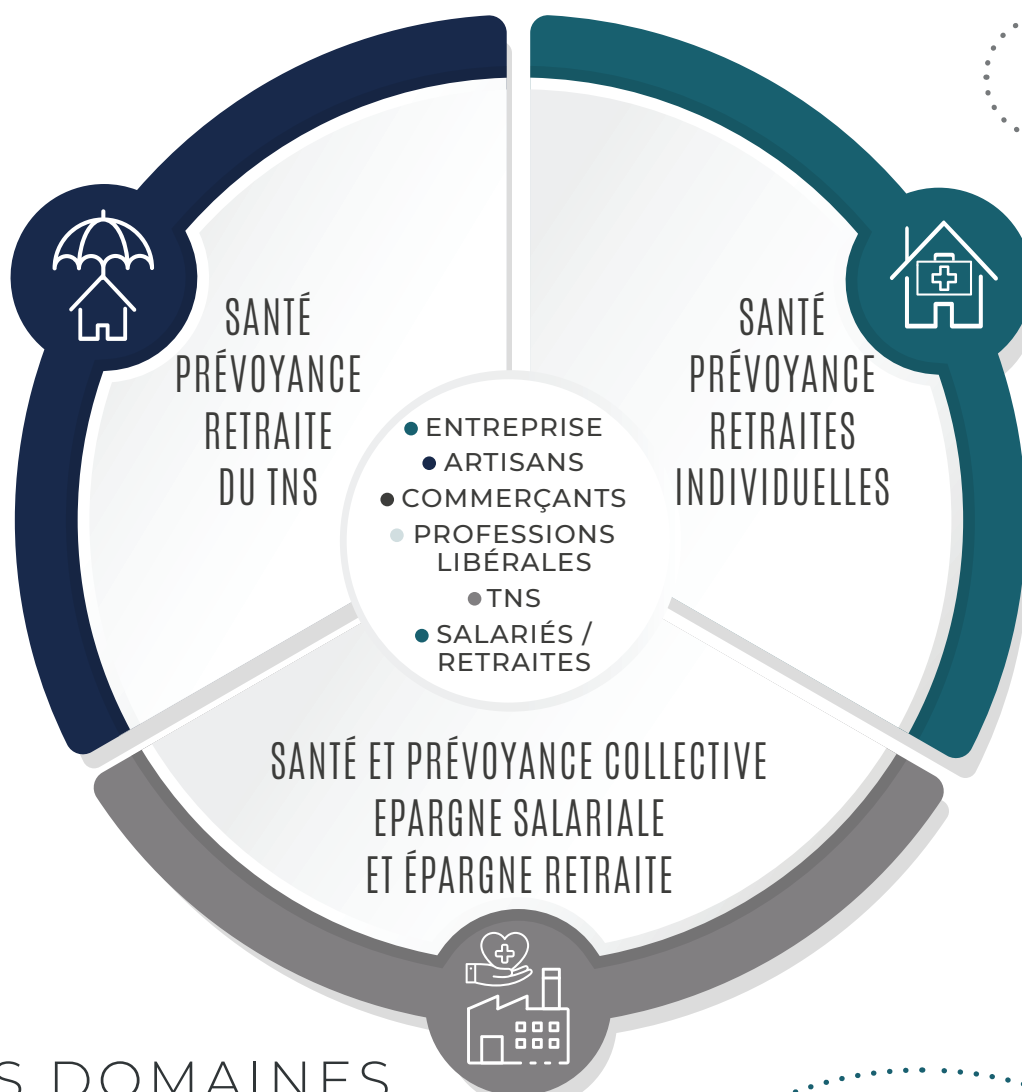 SANTÉ
PRÉVOYANCE
RETRAITE
DU TNS
SANTÉ
PRÉVOYANCE
RETRAITES
INDIVIDUELLES
ENTREPRISE
ARTISANS
COMMERÇANTS
PROFESSIONS
LIBÉRALES
TNS
SALARIÉS /
RETRAITES
SANTÉ ET PRÉVOYANCE COLLECTIVE
EPARGNE SALARIALE
ET ÉPARGNE RETRAITE
S DOMAINES